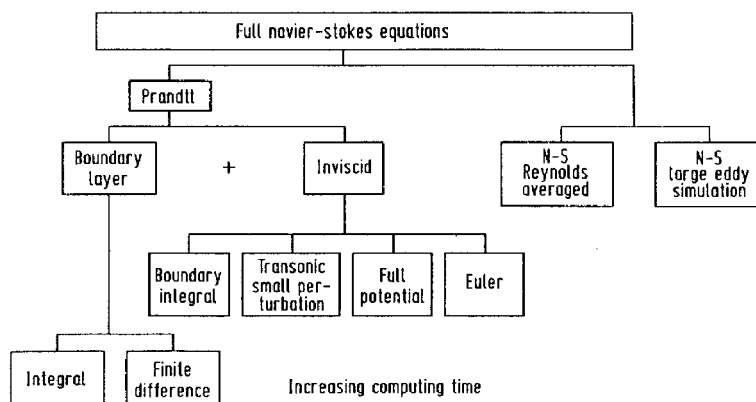 Full navier-stokes equations
Prandtt
Boundary
layer
+
Inviscid
N-S
Reynolds
averaged
N-S
large eddy
simulation
Boundary
integral
Transonic
small per-
turbation
Full
potential
Euler
Integral
Finite
difference
Increasing computing time